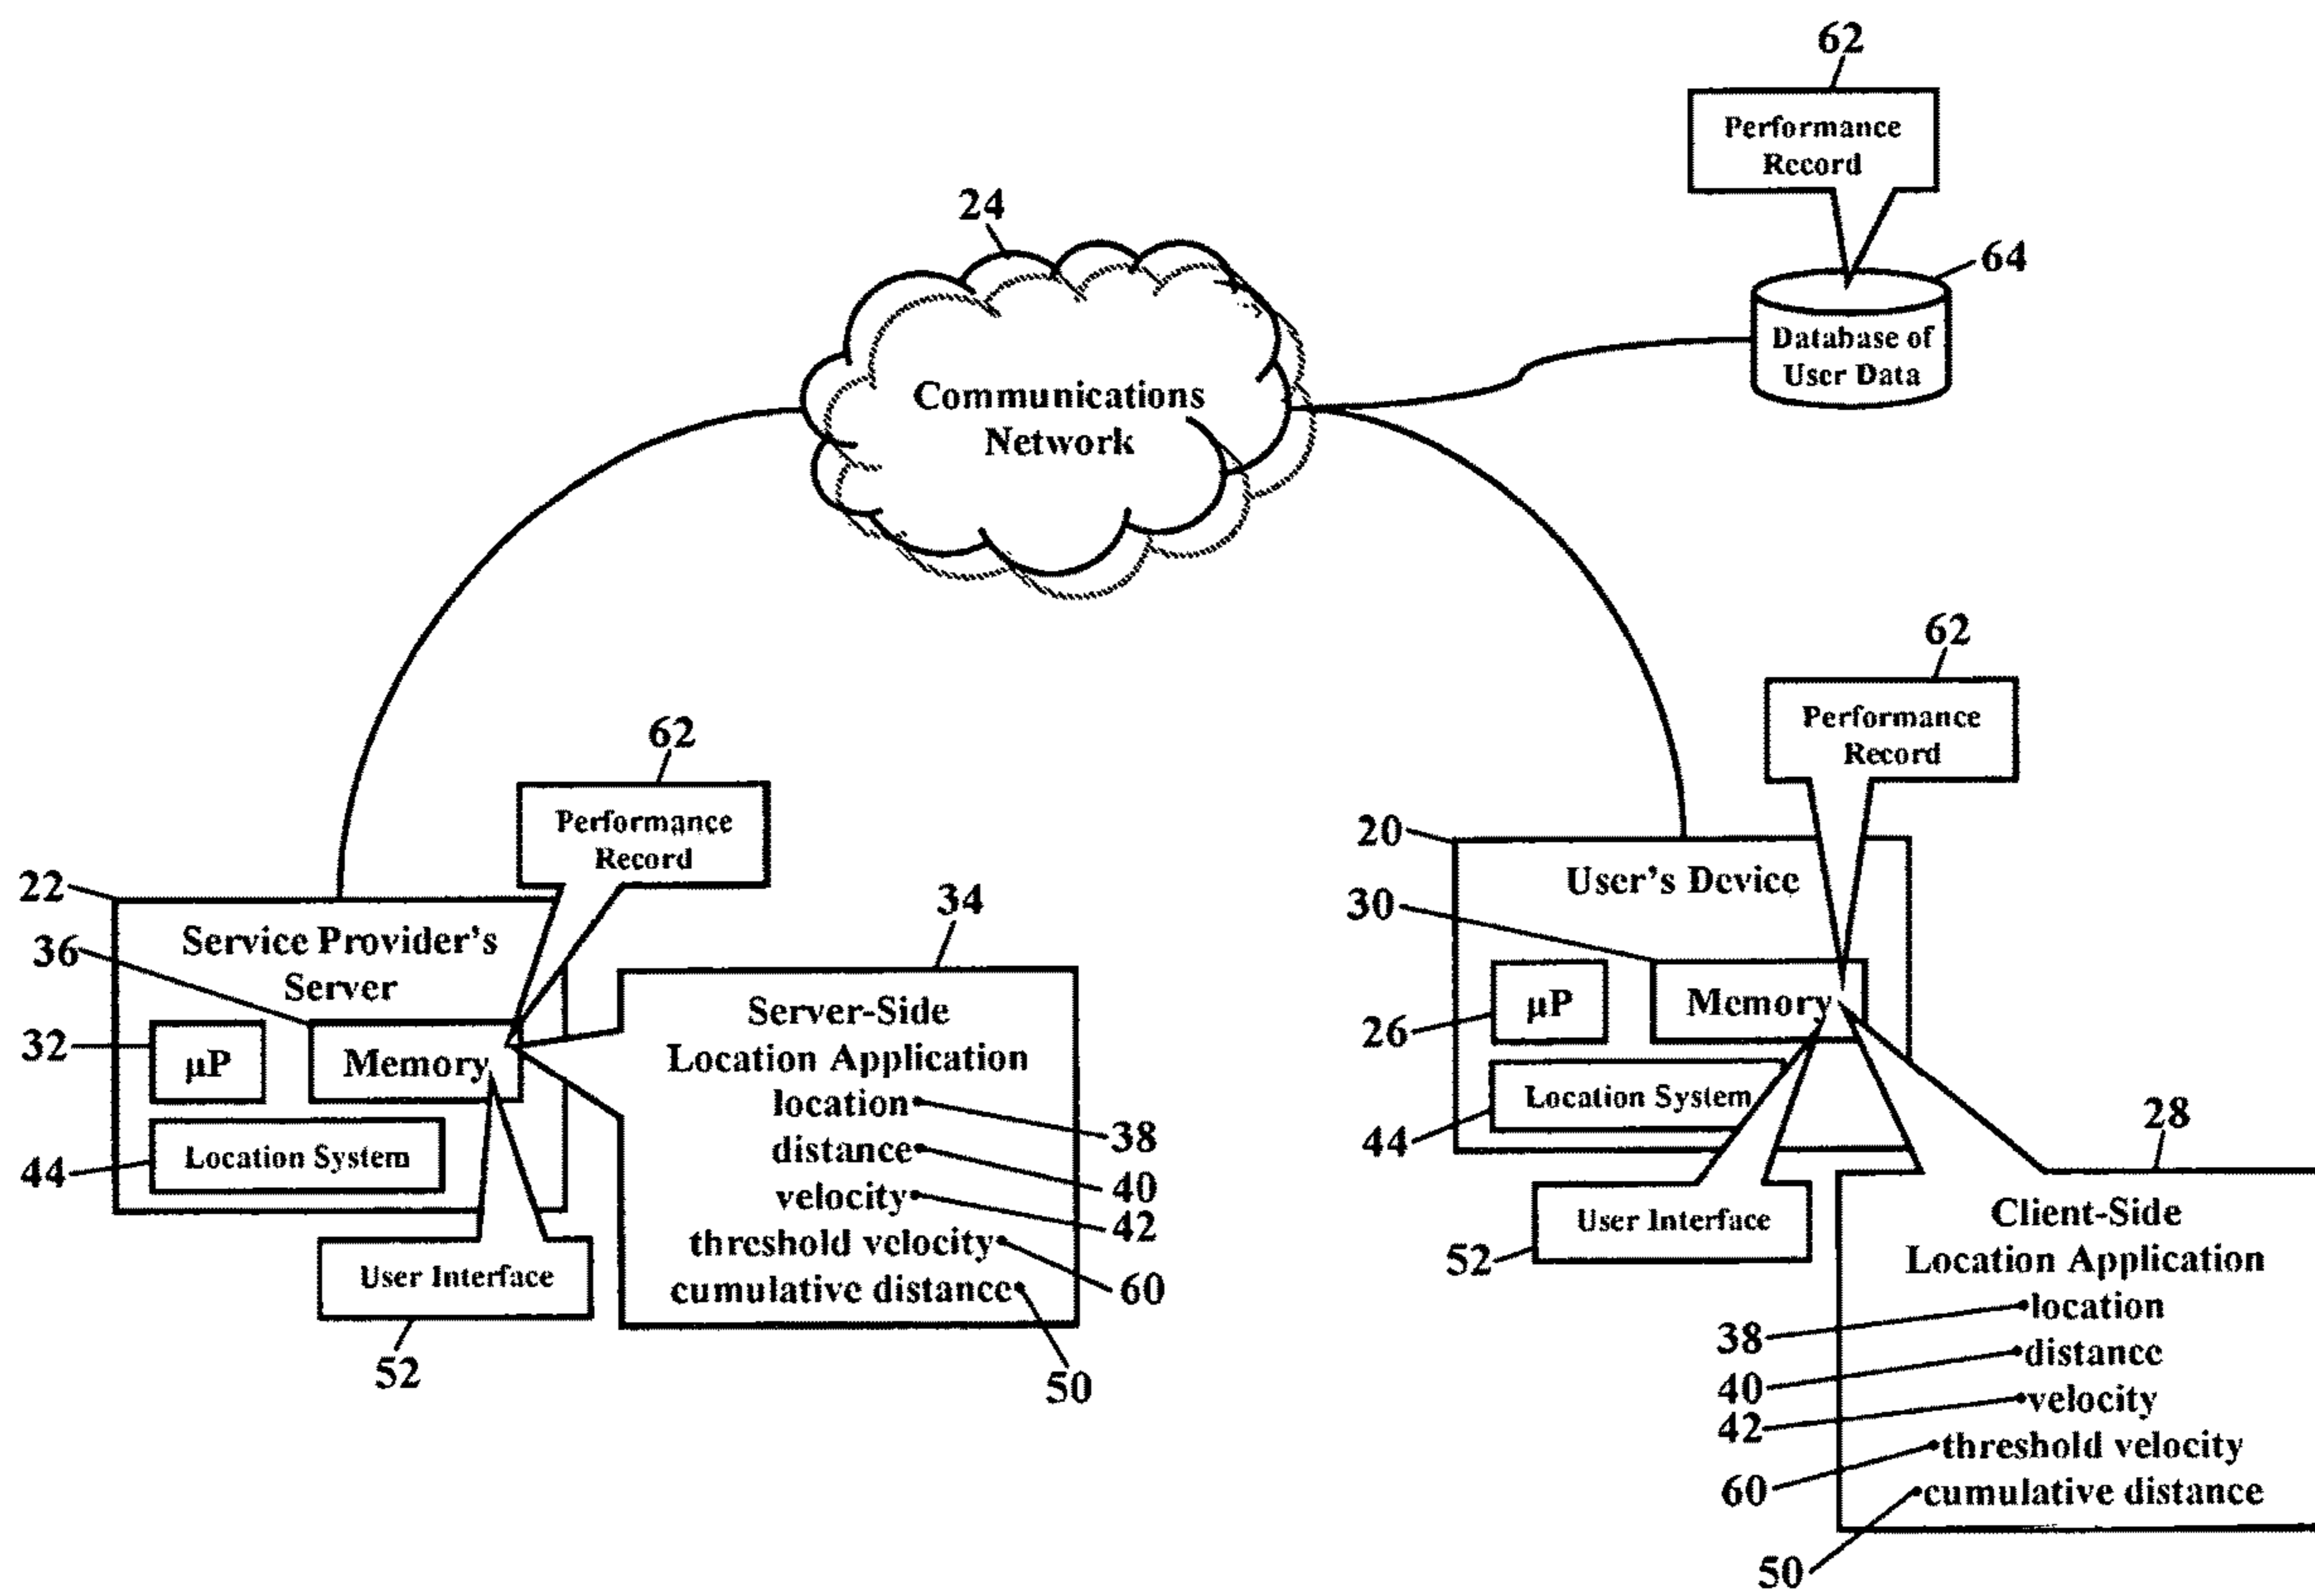 62
Performance
Record
24
64
Database of
User Data
Communications
Network
62
Performance
Record
62
Performance
Record
20
User's Device
30
22
Service Provider's
Server
36
34
μP
Memory
26
Server-Side
Location Application
location
distance
velocity
threshold velocity
cumulative distance
32
μP
Memory
Location System
44
Location System
44
38
40
42
60
50
User Interface
52
User Interface
52
28
Client-Side
Location Application
location
distance
velocity
threshold velocity
cumulative distance
38
40
42
60
50